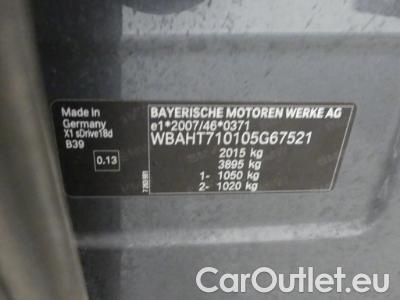 Made in
Germany
X1 sDrive18d
B39
0.13
BAYERISCHE MOTOREN WERKE AG
e1*2007/46*0371
WBAHT710105G67521
2015 kg
3895 kg
1- 1050 kg
2- 1020 kg
CarOutlet.eu